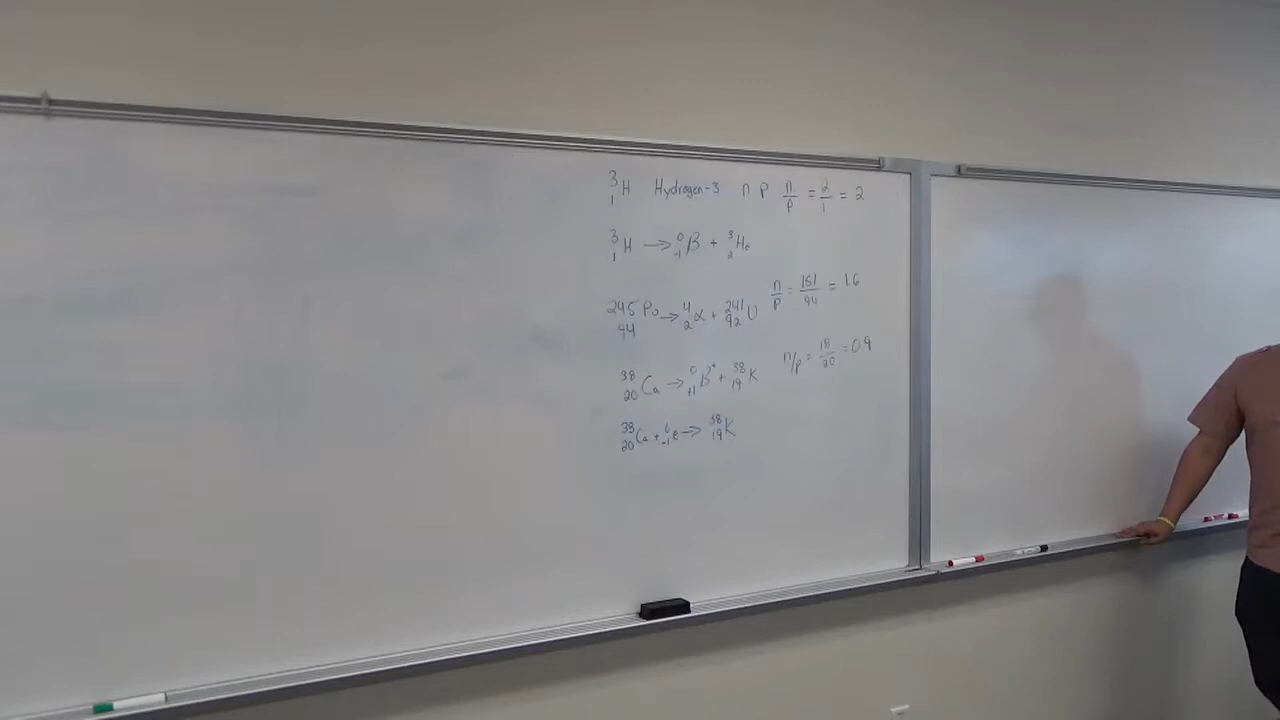 ³₁H Hydrogen-3 n p n/p = 2/1 = 2
³₁H → ⁰₋₁β + ³₂He
²⁴⁵₉₄Po → ⁴₂α + ²⁴¹₉₂U n/p = 151/94 = 1.6
³⁸₂₀Ca → ⁰₊₁β⁺ + ³⁸₁₉K n/p = 18/20 = 0.9
³⁸₂₀Ca + ⁰₋₁e → ³⁸₁₉K